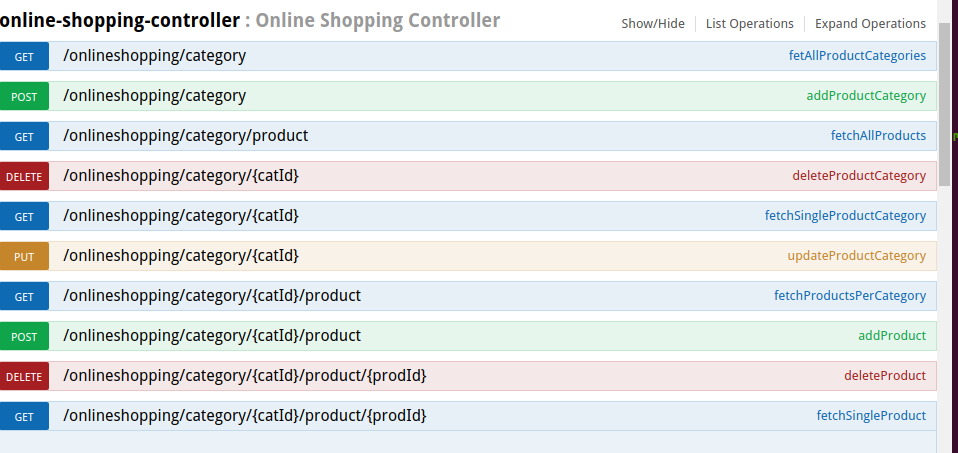 online-shopping-controller : Online Shopping Controller Show/Hide List Operations Expand Operations
GET /onlineshopping/category fetAllProductCategories
POST /onlineshopping/category addProductCategory
GET /onlineshopping/category/product fetchAllProducts
DELETE /onlineshopping/category/{catId} deleteProductCategory
GET /onlineshopping/category/{catId} fetchSingleProductCategory
PUT /onlineshopping/category/{catId} updateProductCategory
GET /onlineshopping/category/{catId}/product fetchProductsPerCategory
POST /onlineshopping/category/{catId}/product addProduct
DELETE /onlineshopping/category/{catId}/product/{prodId} deleteProduct
GET /onlineshopping/category/{catId}/product/{prodId} fetchSingleProduct